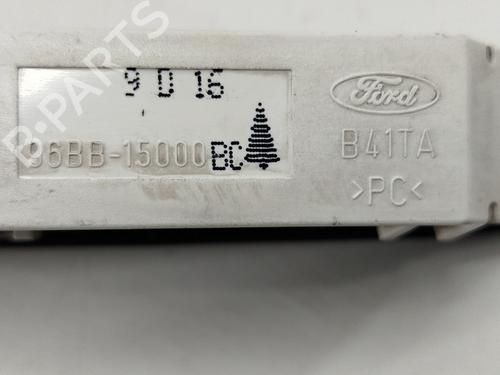 B-PARTS
9 D 16
96BB-15000BC
Ford
B41TA
>PC<